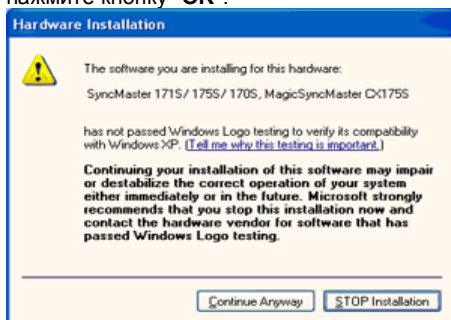 нажмите кнопку "OK".
Hardware Installation
The software you are installing for this hardware:
SyncMaster 171S/ 175S/ 170S, MagicSyncMaster CX175S
has not passed Windows Logo testing to verify its compatibility
with Windows XP. (Tell me why this testing is important.)
Continuing your installation of this software may impair
or destabilize the correct operation of your system
either immediately or in the future. Microsoft strongly
recommends that you stop this installation now and
contact the hardware vendor for software that has
passed Windows Logo testing.
Continue Anyway
STOP Installation